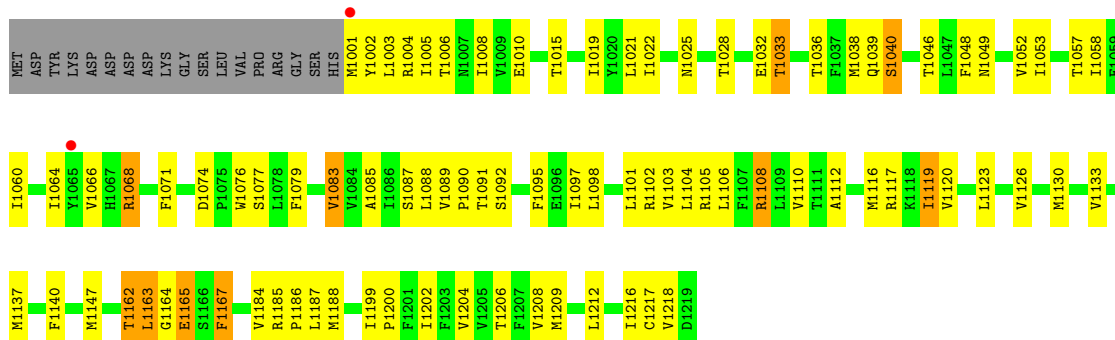 MET ASP TYR LYS ASP ASP ASP ASP LYS GLY SER LEU VAL PRO ARG GLY SER HIS M1001 Y1002 L1003 R1004 I1005 T1006 N1007 I1008 V1009 E1010 T1015 I1019 Y1020 L1021 I1022 N1025 T1028 E1032 T1033 T1036 F1037 M1038 Q1039 S1040 T1046 L1047 F1048 N1049 V1052 I1053 T1057 I1058 E1059
I1060 I1064 Y1065 V1066 H1067 R1068 F1071 D1074 P1075 W1076 S1077 L1078 F1079 V1083 V1084 A1085 I1086 S1087 L1088 V1089 P1090 T1091 S1092 F1095 E1096 I1097 L1098 L1101 R1102 V1103 L1104 R1105 L1106 F1107 R1108 L1109 V1110 T1111 A1112 M1116 R1117 K1118 I1119 V1120 L1123 V1126 M1130 V1133
M1137 F1140 M1147 T1162 L1163 G1164 E1165 S1166 F1167 V1184 R1185 P1186 L1187 M1188 I1199 P1200 F1201 I1202 F1203 V1204 V1205 T1206 F1207 V1208 M1209 L1212 I1216 C1217 V1218 D1219